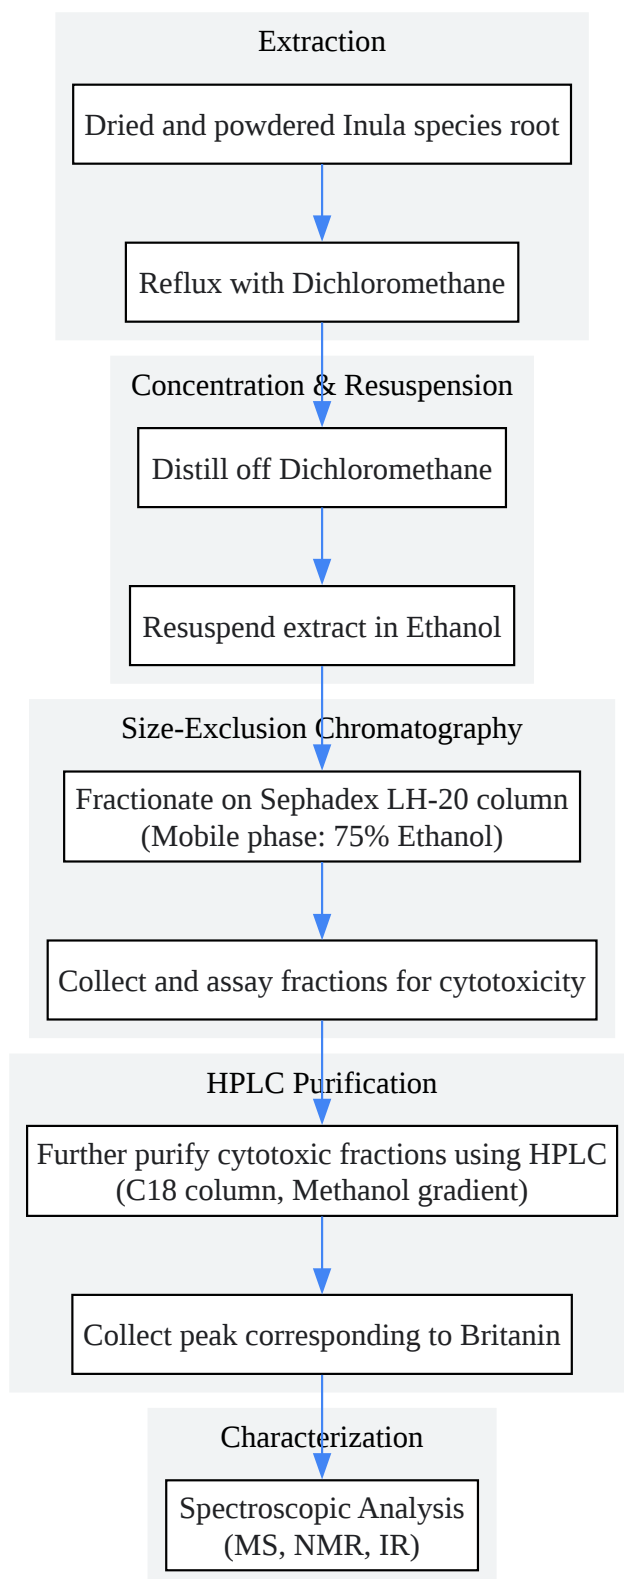 Extraction
Dried and powdered Inula species root
Reflux with Dichloromethane
Concentration & Resuspension
Distill off Dichloromethane
Resuspend extract in Ethanol
Size-Exclusion Chromatography
Fractionate on Sephadex LH-20 column
(Mobile phase: 75% Ethanol)
Collect and assay fractions for cytotoxicity
HPLC Purification
Further purify cytotoxic fractions using HPLC
(C18 column, Methanol gradient)
Collect peak corresponding to Britanin
Characterization
Spectroscopic Analysis
(MS, NMR, IR)